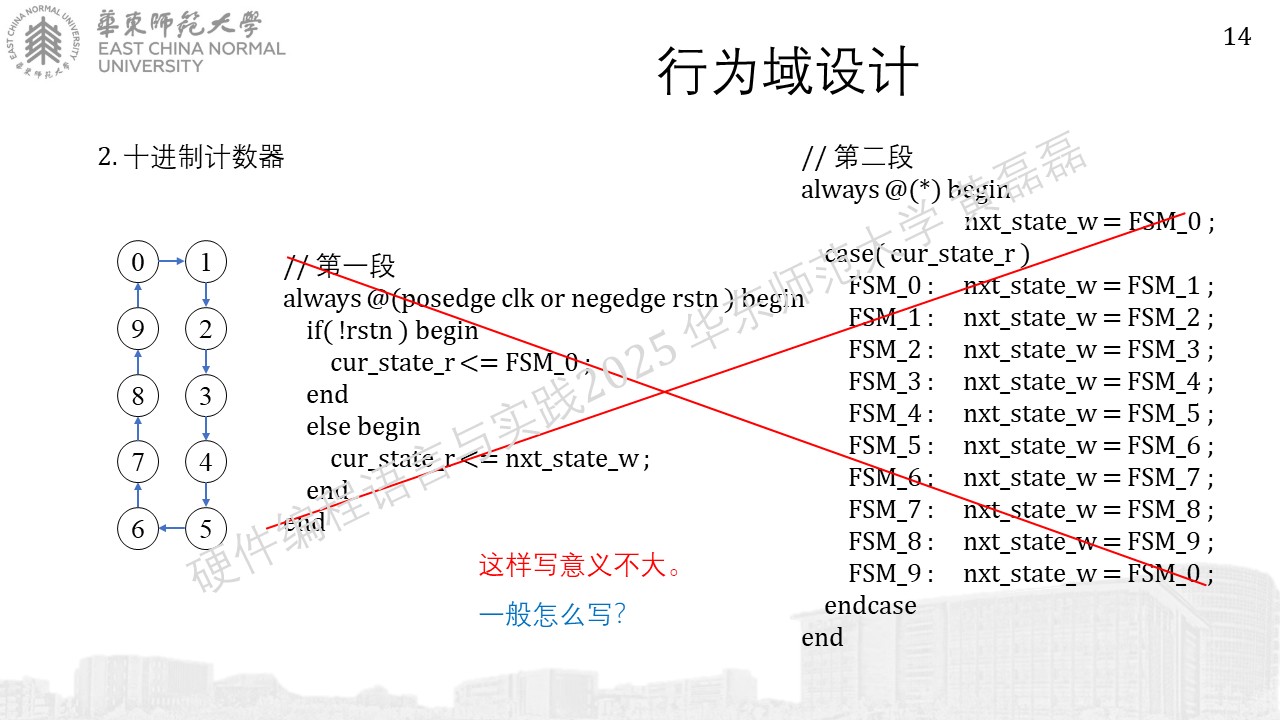 華東師範大學
EAST CHINA NORMAL
UNIVERSITY
EAST CHINA NORMAL UNIVERSITY
華東师范大学
14
行为域设计
2. 十进制计数器
0 1
9 2
8 3
7 4
6 5
// 第一段
always @(posedge clk or negedge rstn ) begin
if( !rstn ) begin
cur_state_r <= FSM_0 ;
end
else begin
cur_state_r <= nxt_state_w ;
end
end
// 第二段
always @(*) begin
nxt_state_w = FSM_0 ;
case( cur_state_r )
FSM_0 : nxt_state_w = FSM_1 ;
FSM_1 : nxt_state_w = FSM_2 ;
FSM_2 : nxt_state_w = FSM_3 ;
FSM_3 : nxt_state_w = FSM_4 ;
FSM_4 : nxt_state_w = FSM_5 ;
FSM_5 : nxt_state_w = FSM_6 ;
FSM_6 : nxt_state_w = FSM_7 ;
FSM_7 : nxt_state_w = FSM_8 ;
FSM_8 : nxt_state_w = FSM_9 ;
FSM_9 : nxt_state_w = FSM_0 ;
endcase
end
这样写意义不大。
一般怎么写？
硬件编程语言与实践2025 华东师范大学 黄磊磊